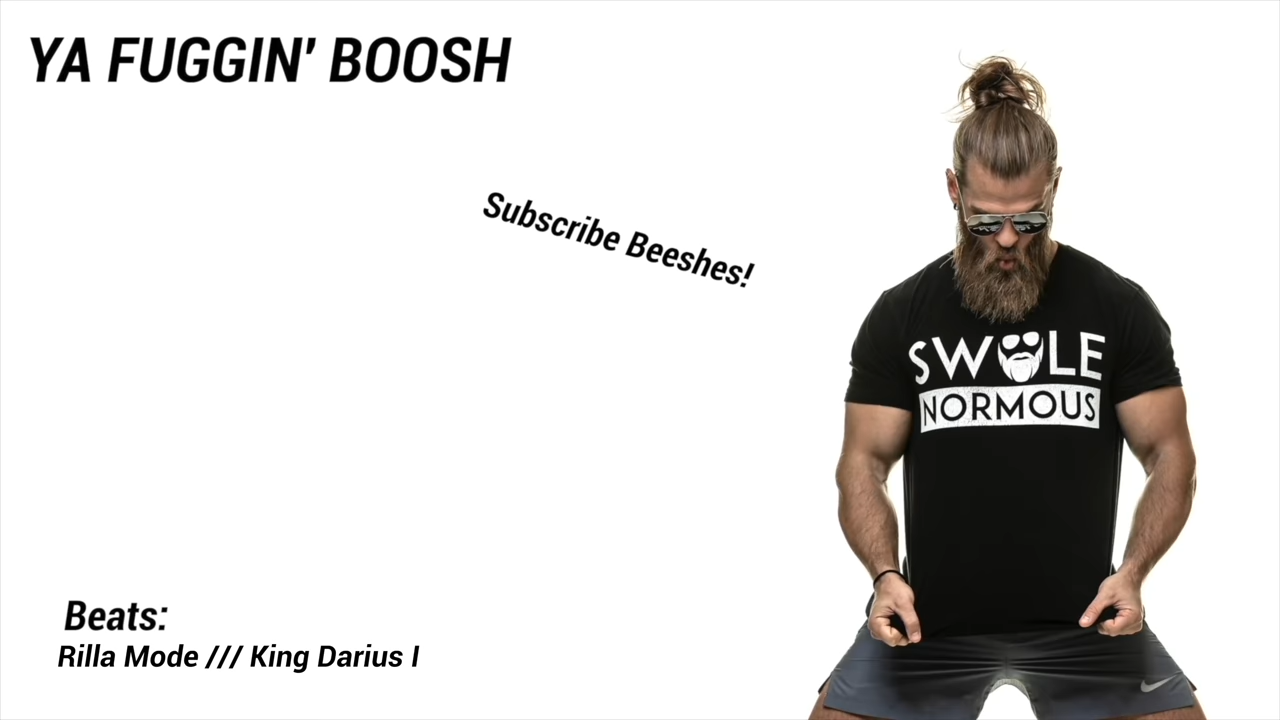 YA FUGGIN’ BOOSH
Subscribe Beeshes!
SWOLE
NORMOUS
Beats:
Rilla Mode /// King Darius I